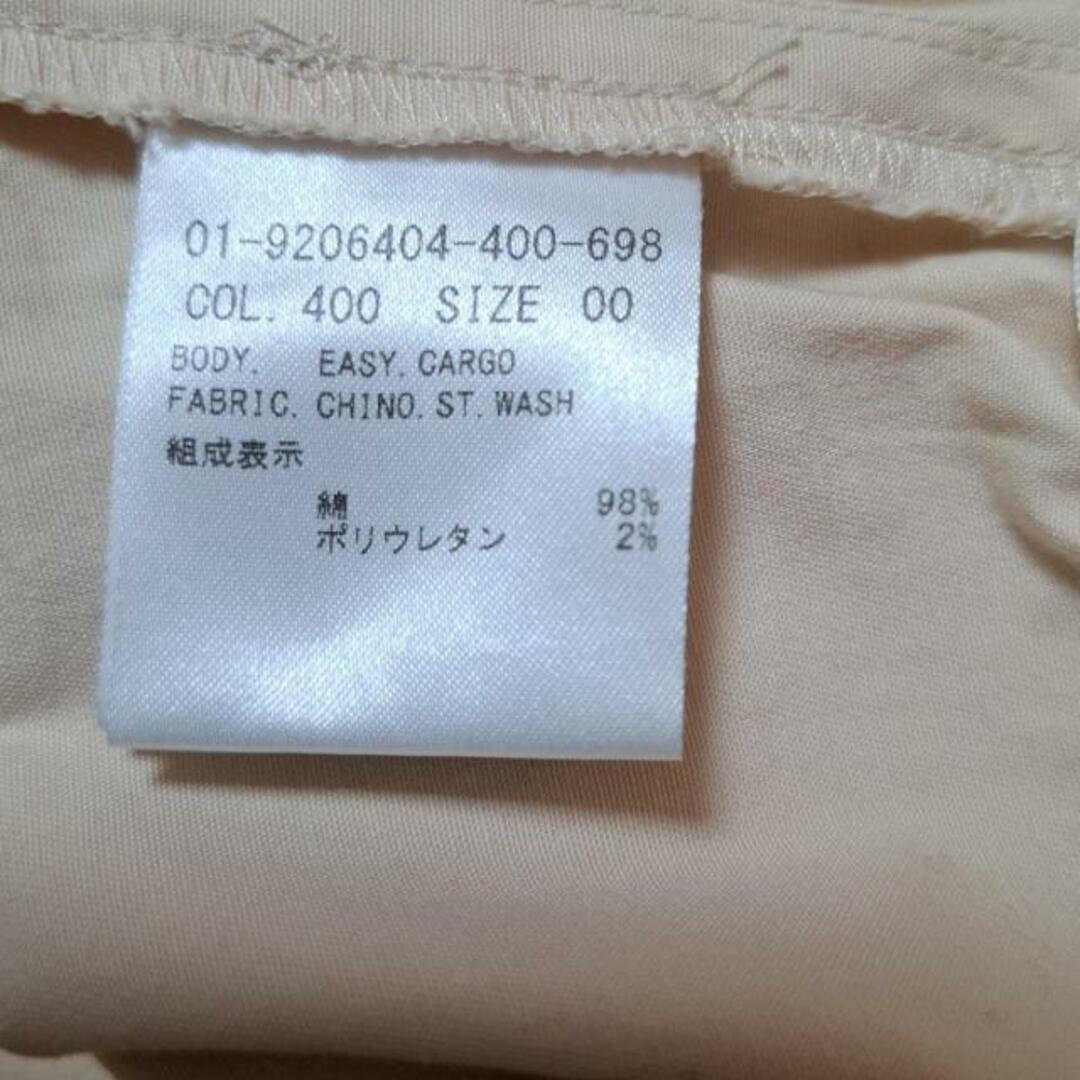 01-9206404-400-698
COL. 400 SIZE 00
BODY. EASY.CARGO
FABRIC. CHINO.ST.WASH
組成表示
綿 98%
ポリウレタン 2%